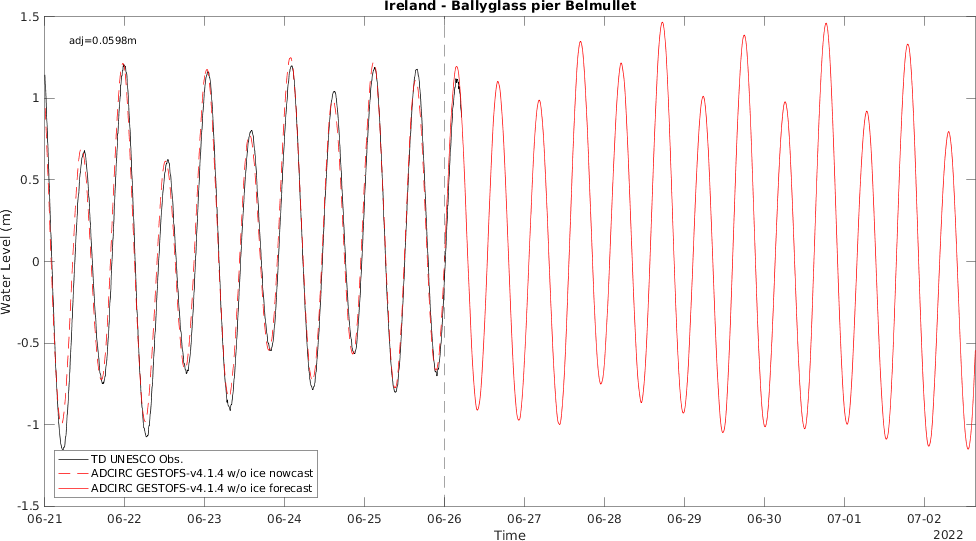 Ireland - Ballyglass pier Belmullet
adj=0.0598m
1.5
1
0.5
0
-0.5
-1
-1.5
Water Level (m)
TD UNESCO Obs.
ADCIRC GESTOFS-v4.1.4 w/o ice nowcast
ADCIRC GESTOFS-v4.1.4 w/o ice forecast
06-21 06-22 06-23 06-24 06-25 06-26 06-27 06-28 06-29 06-30 07-01 07-02
Time
2022